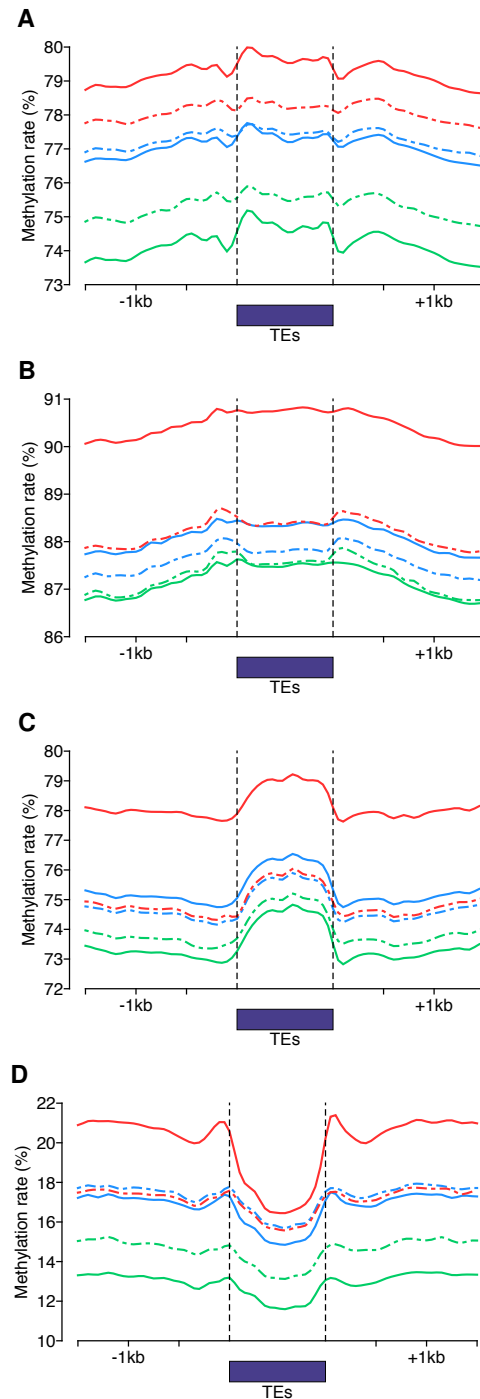 A
Methylation rate (%)
80
79
78
77
76
75
74
73
-1kb +1kb
TEs
B
Methylation rate (%)
91
90
88
88
87
86
-1kb +1kb
TEs
C
Methylation rate (%)
80
79
78
77
76
75
74
73
72
-1kb +1kb
TEs
D
Methylation rate (%)
22
20
18
16
14
12
10
-1kb +1kb
TEs